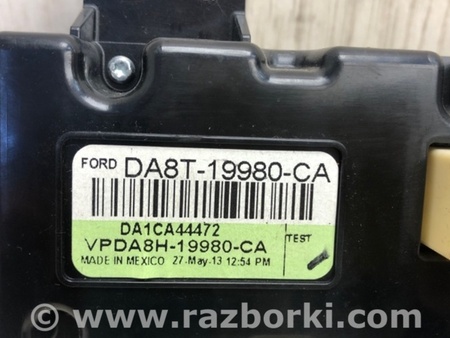 FORD DA8T-19980-CA
DA1CA44472
VPDA8H-19980-CA
TEST
MADE IN MEXICO 27-May-13 12:54 PM
www.razborki.com